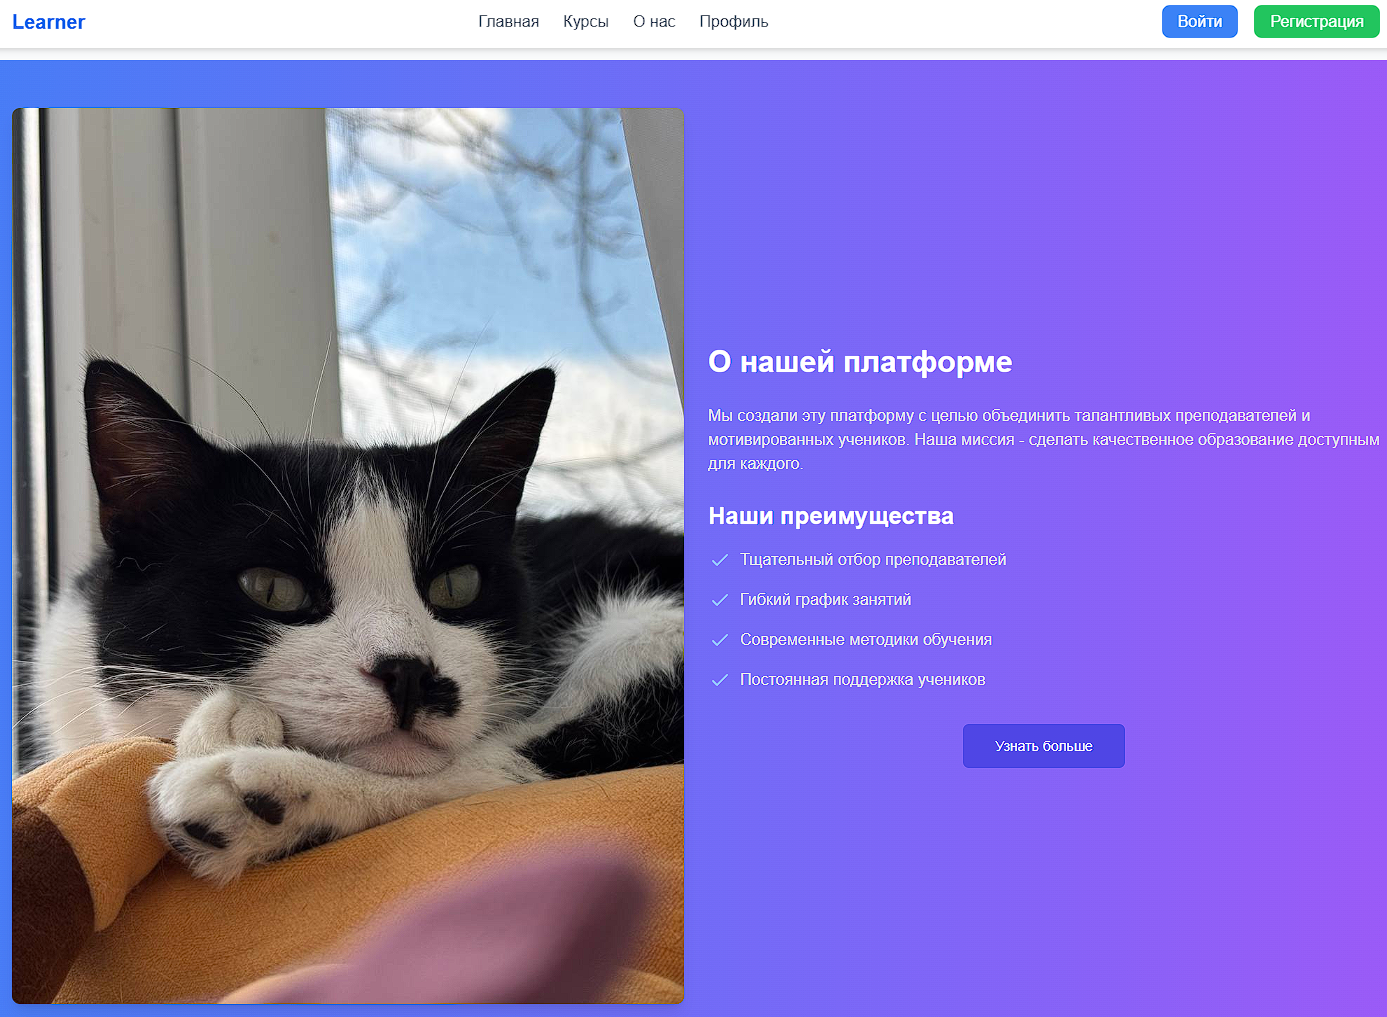 Learner
Главная Курсы О нас Профиль
Войти Регистрация
О нашей платформе
Мы создали эту платформу с целью объединить талантливых преподавателей и
мотивированных учеников. Наша миссия - сделать качественное образование доступным
для каждого.
Наши преимущества
Тщательный отбор преподавателей
Гибкий график занятий
Современные методики обучения
Постоянная поддержка учеников
Узнать больше